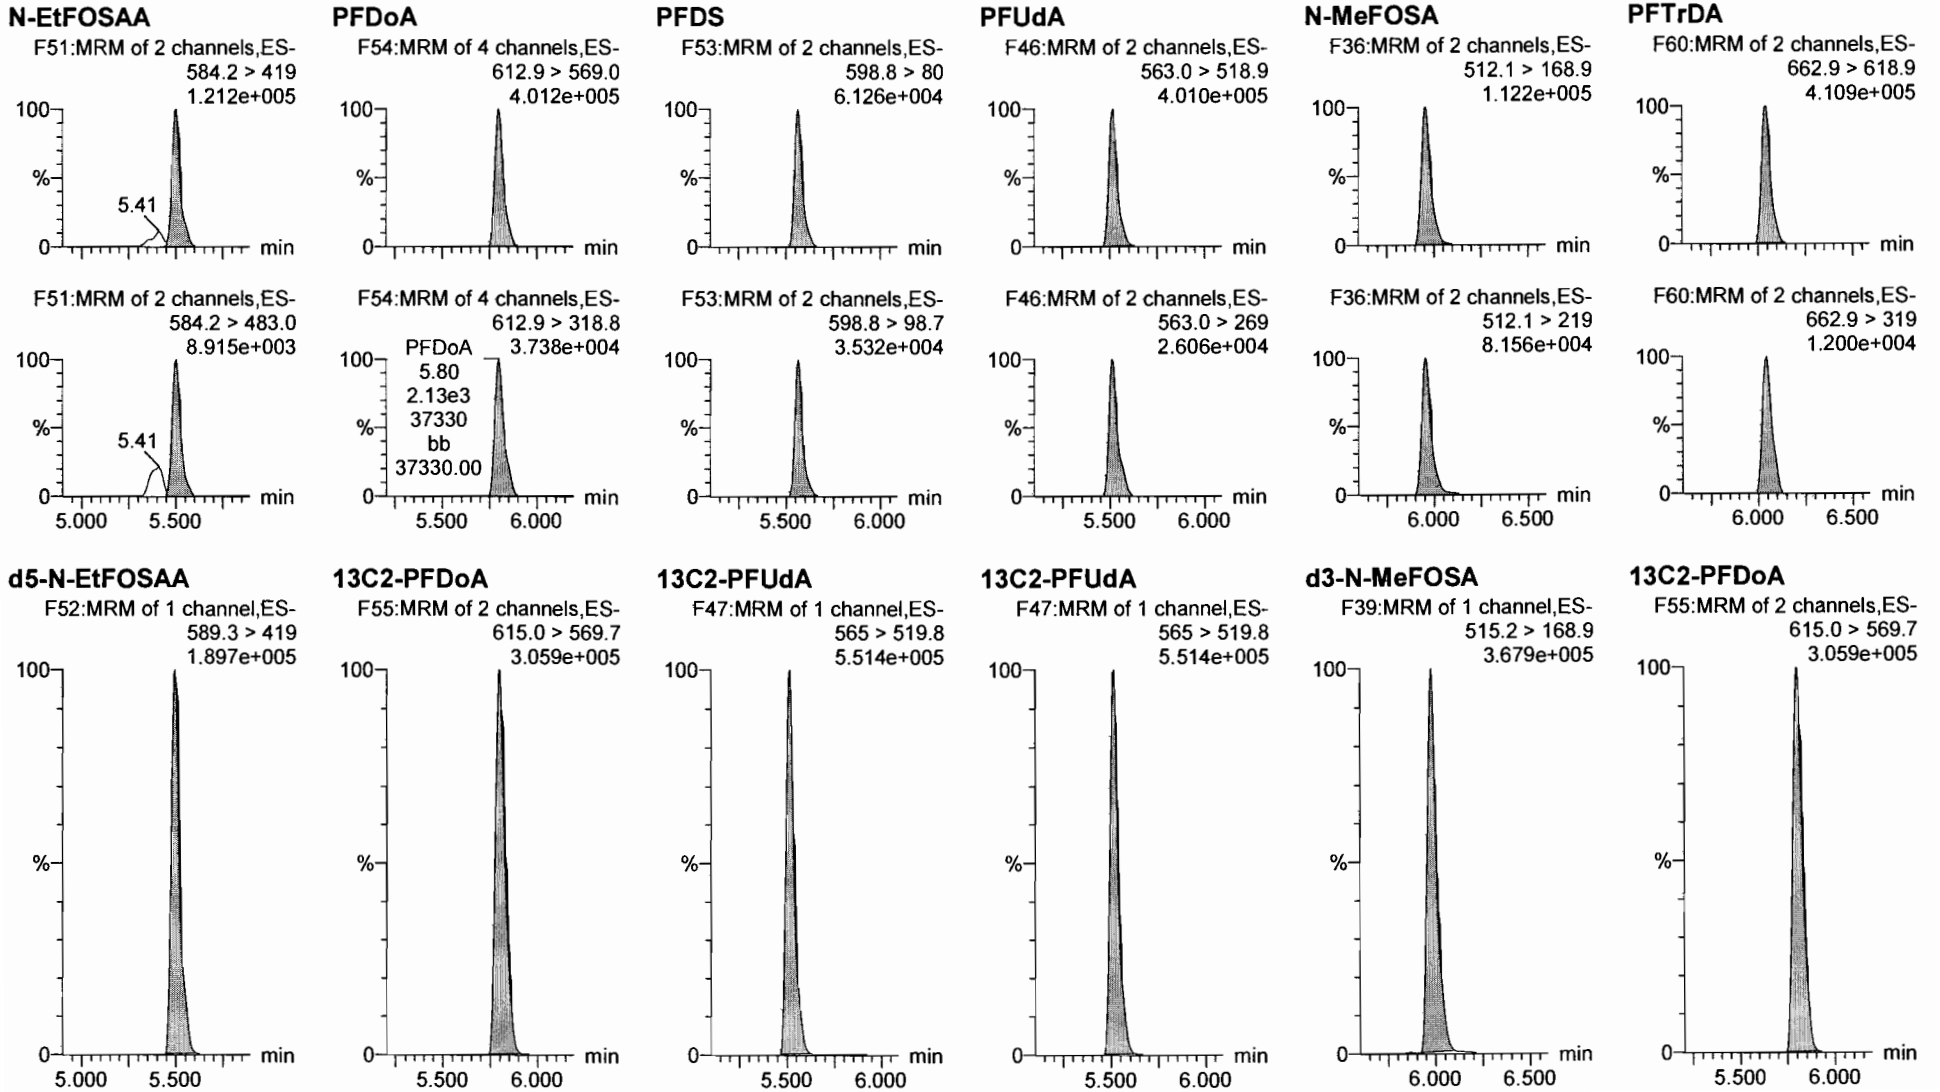 N-EtFOSAA
F51:MRM of 2 channels,ES-
584.2 > 419
1.212e+005
100
%
5.41
0
min
F51:MRM of 2 channels,ES-
584.2 > 483.0
8.915e+003
100
%
5.41
0
min
5.000 5.500
PFDoA
F54:MRM of 4 channels,ES-
612.9 > 569.0
4.012e+005
100
%
0
min
F54:MRM of 4 channels,ES-
612.9 > 318.8
3.738e+004
100
%
PFDoA
5.80
2.13e3
37330
bb
37330.00
0
min
5.500 6.000
PFDS
F53:MRM of 2 channels,ES-
598.8 > 80
6.126e+004
100
%
0
min
F53:MRM of 2 channels,ES-
598.8 > 98.7
3.532e+004
100
%
0
min
5.500 6.000
PFUdA
F46:MRM of 2 channels,ES-
563.0 > 518.9
4.010e+005
100
%
0
min
F46:MRM of 2 channels,ES-
563.0 > 269
2.606e+004
100
%
0
min
5.500 6.000
N-MeFOSA
F36:MRM of 2 channels,ES-
512.1 > 168.9
1.122e+005
100
%
0
min
F36:MRM of 2 channels,ES-
512.1 > 219
8.156e+004
100
%
0
min
6.000 6.500
PFTrDA
F60:MRM of 2 channels,ES-
662.9 > 618.9
4.109e+005
100
%
0
min
F60:MRM of 2 channels,ES-
662.9 > 319
1.200e+004
100
%
0
min
6.000 6.500
d5-N-EtFOSAA
F52:MRM of 1 channel,ES-
589.3 > 419
1.897e+005
100
%
0
min
5.000 5.500
13C2-PFDoA
F55:MRM of 2 channels,ES-
615.0 > 569.7
3.059e+005
100
%
0
min
5.500 6.000
13C2-PFUdA
F47:MRM of 1 channel,ES-
565 > 519.8
5.514e+005
100
%
0
min
5.500 6.000
13C2-PFUdA
F47:MRM of 1 channel,ES-
565 > 519.8
5.514e+005
100
%
0
min
5.500 6.000
d3-N-MeFOSA
F39:MRM of 1 channel,ES-
515.2 > 168.9
3.679e+005
100
%
0
min
6.000 6.500
13C2-PFDoA
F55:MRM of 2 channels,ES-
615.0 > 569.7
3.059e+005
100
%
0
min
5.500 6.000